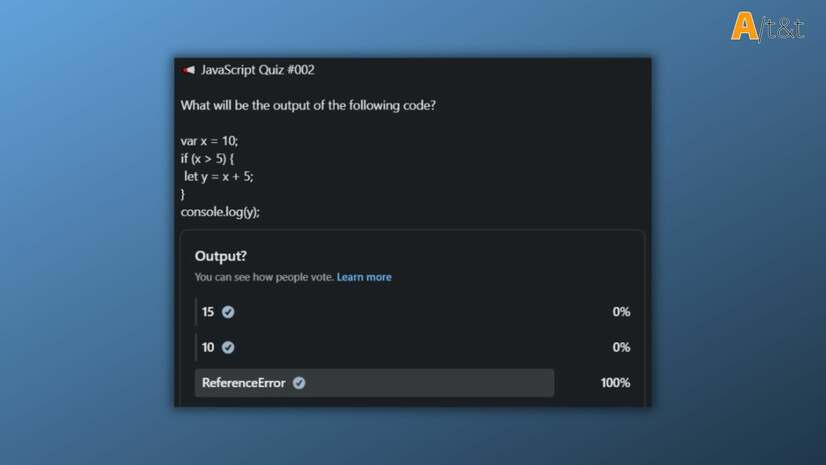 A/t&t
JavaScript Quiz #002
What will be the output of the following code?
var x = 10;
if (x > 5) {
let y = x + 5;
}
console.log(y);
Output?
You can see how people vote. Learn more
15 0%
10 0%
ReferenceError 100%